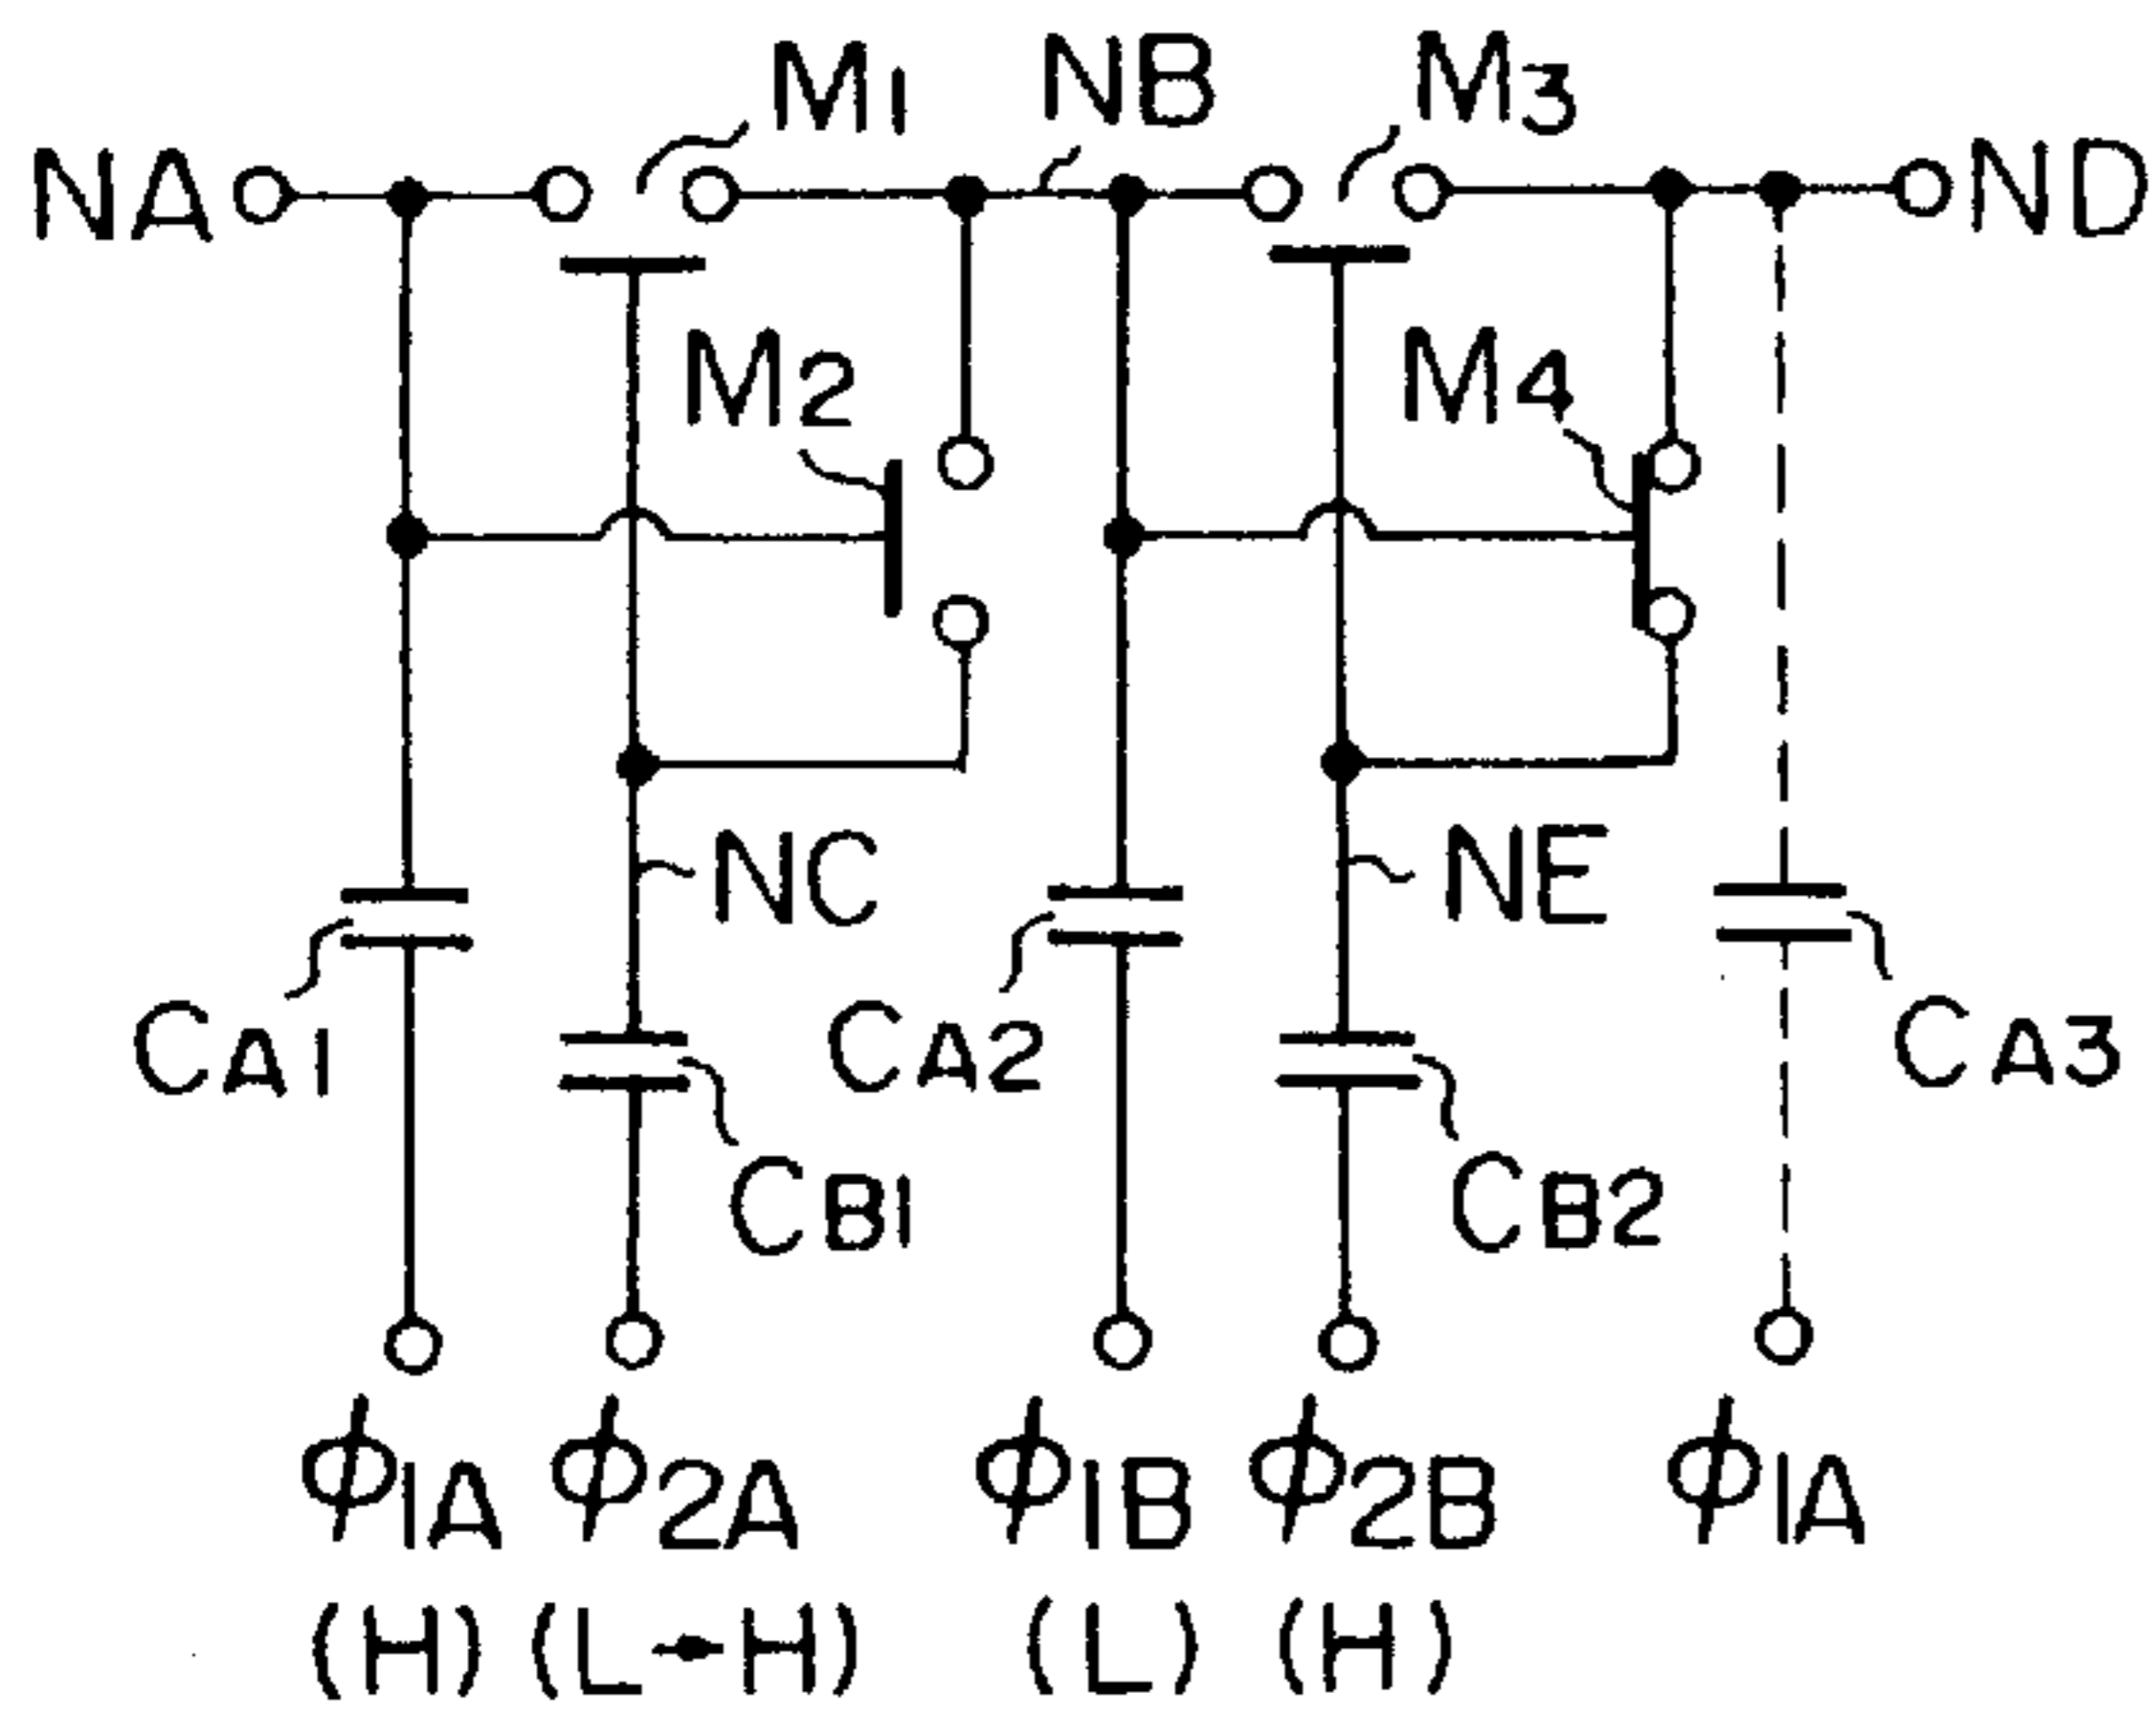 M1 NB M3
NA ND
M2 M4
NC NE
CA1 CA2 CA3
CB1 CB2
ϕ1A ϕ2A ϕ1B ϕ2B ϕ1A
(H) (L→H) (L) (H)